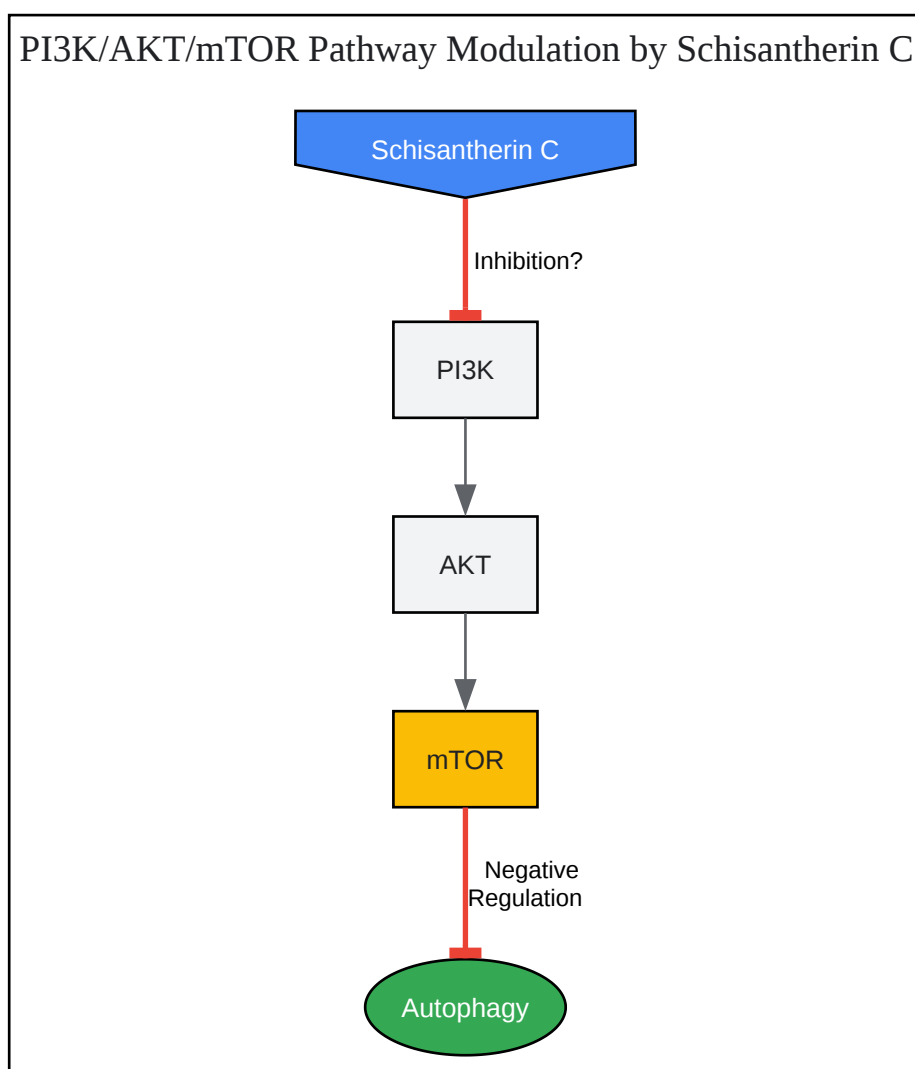 PI3K/AKT/mTOR Pathway Modulation by Schisantherin C
Schisantherin C
Inhibition?
PI3K
AKT
mTOR
Negative
Regulation
Autophagy